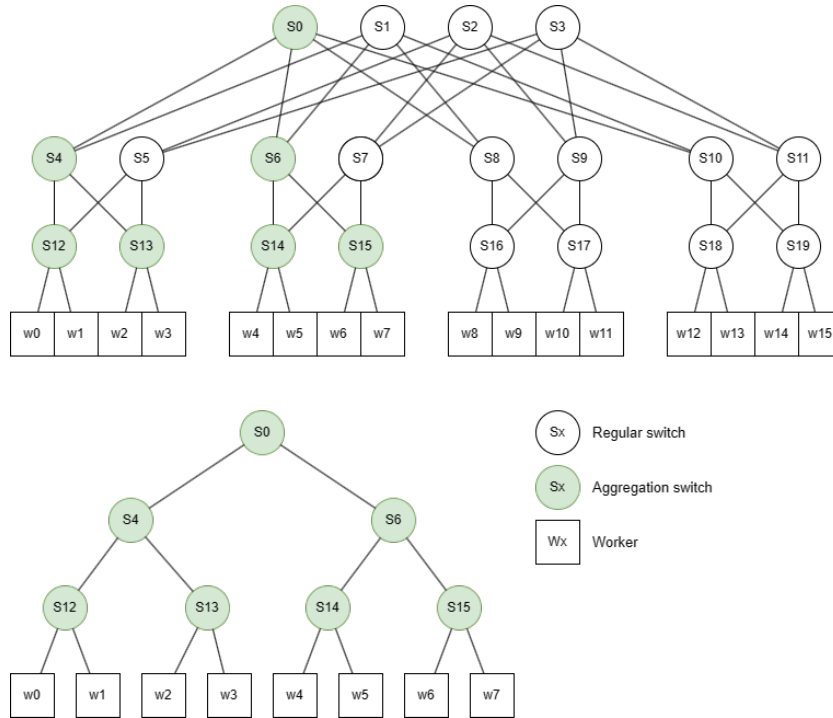 S0 S1 S2 S3
S4 S5 S6 S7 S8 S9 S10 S11
S12 S13 S14 S15 S16 S17 S18 S19
w0 w1 w2 w3 w4 w5 w6 w7 w8 w9 w10 w11 w12 w13 w14 w15
S0
S4 S6
S12 S13 S14 S15
w0 w1 w2 w3 w4 w5 w6 w7
Sx Regular switch
Sx Aggregation switch
Wx Worker